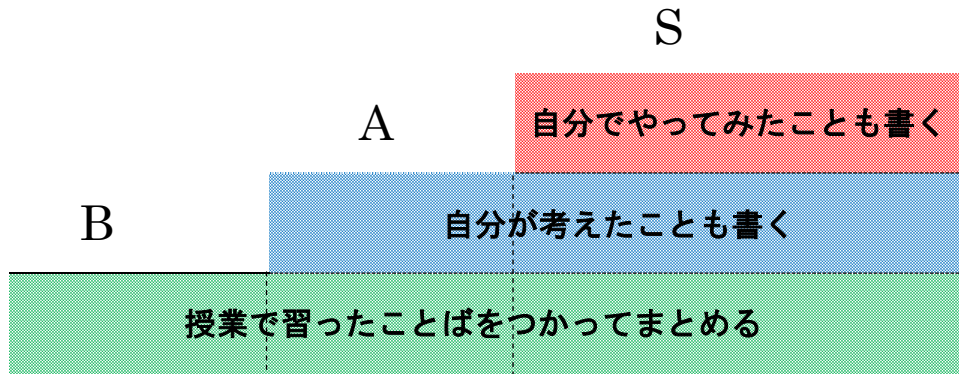 S
自分でやってみたことも書く
A
自分が考えたことも書く
B
授業で習ったことばをつかってまとめる